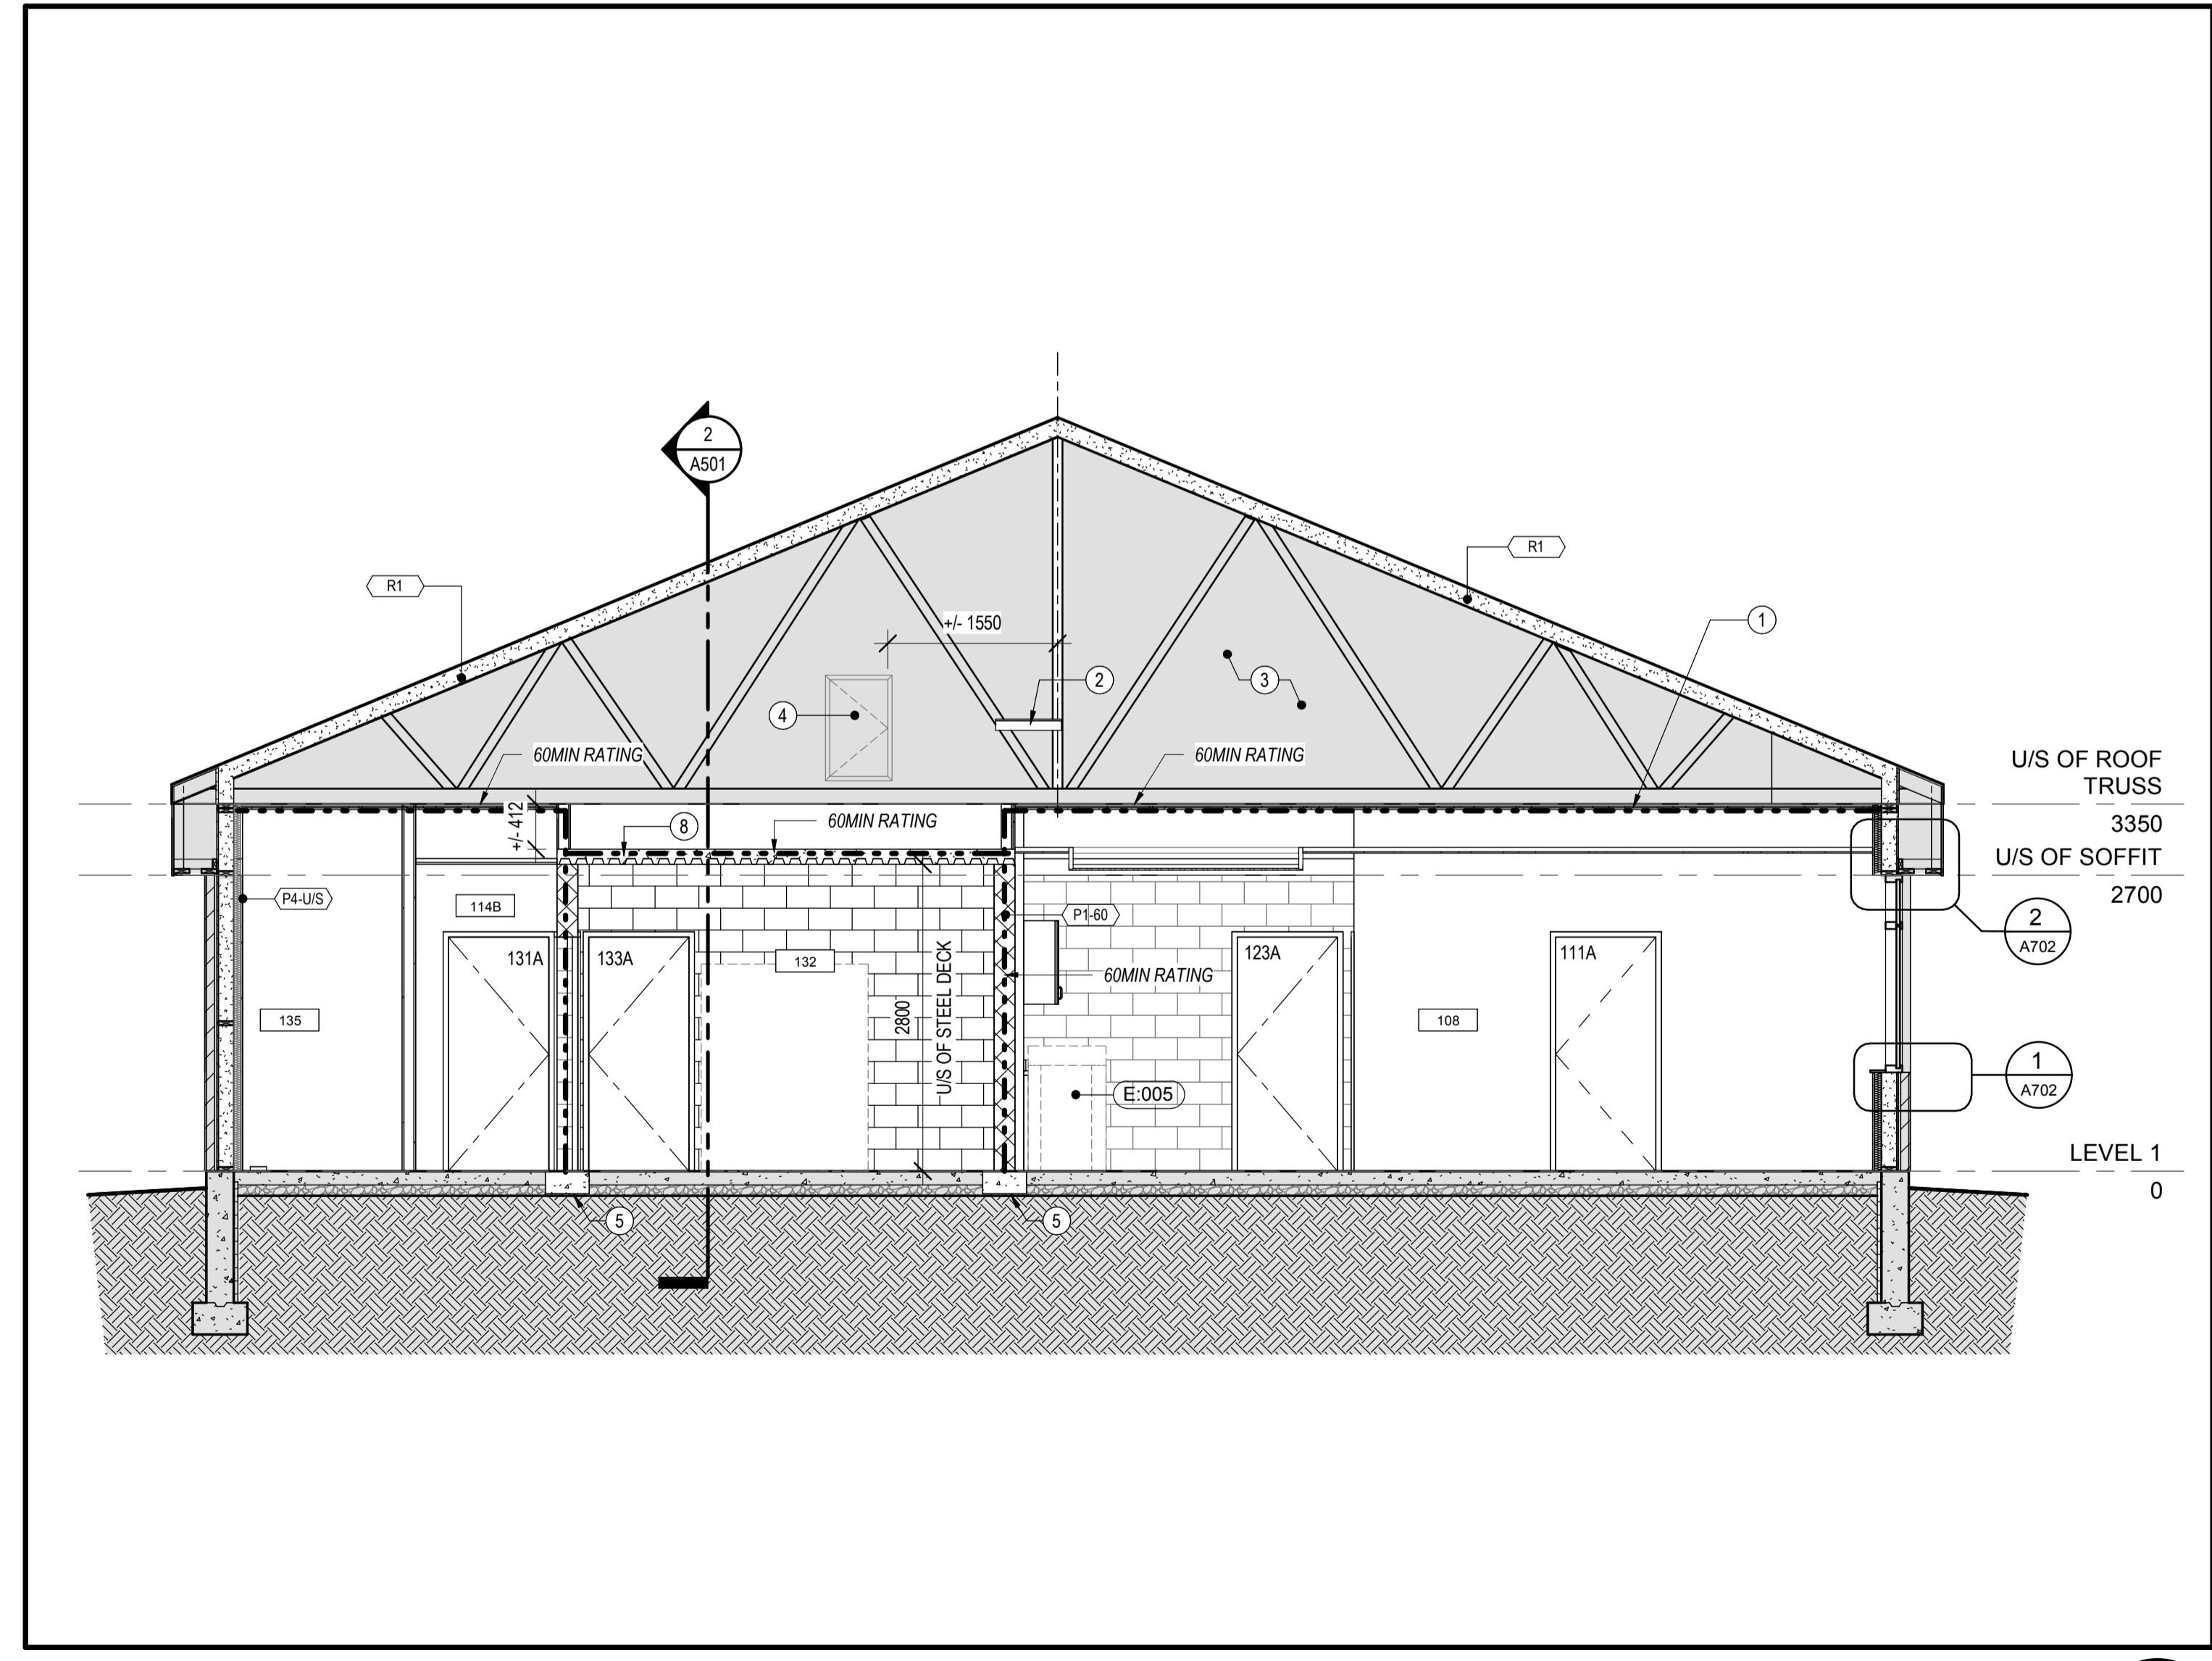 2
A501
R1
R1
+/- 1550
1
2
3
4
60MIN RATING
60MIN RATING
U/S OF ROOF
TRUSS
3350
+/- 412
8
60MIN RATING
U/S OF SOFFIT
2700
P4-U/S
114B
P1-60
2
A702
131A
133A
132
60MIN RATING
123A
111A
2800
U/S OF STEEL DECK
135
108
E:005
1
A702
LEVEL 1
0
5
5